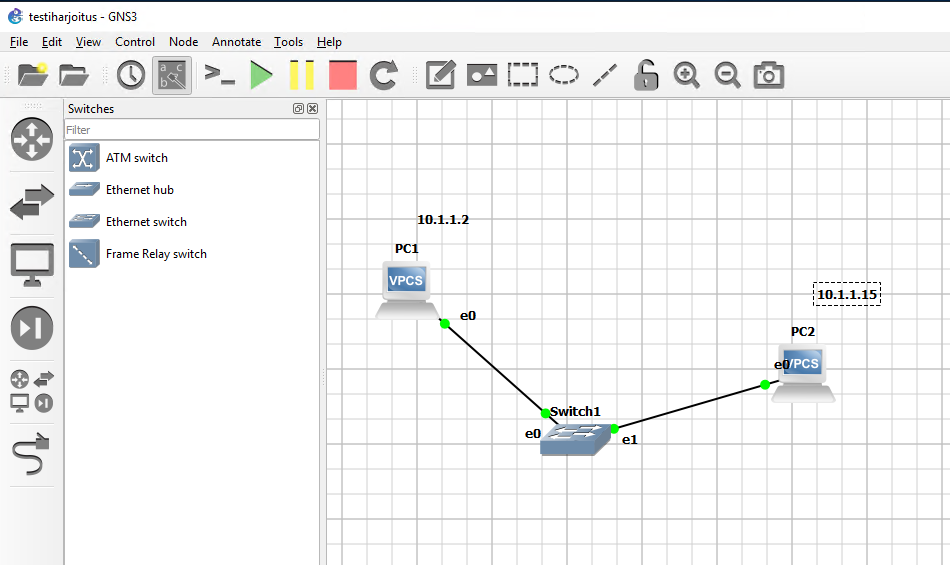 testiharjoitus - GNS3
File Edit View Control Node Annotate Tools Help
a c
b
Switches
Filter
ATM switch
Ethernet hub
Ethernet switch
Frame Relay switch
10.1.1.2
PC1
VPCS
e0
10.1.1.15
PC2
e0
VPCS
Switch1
e0
e1